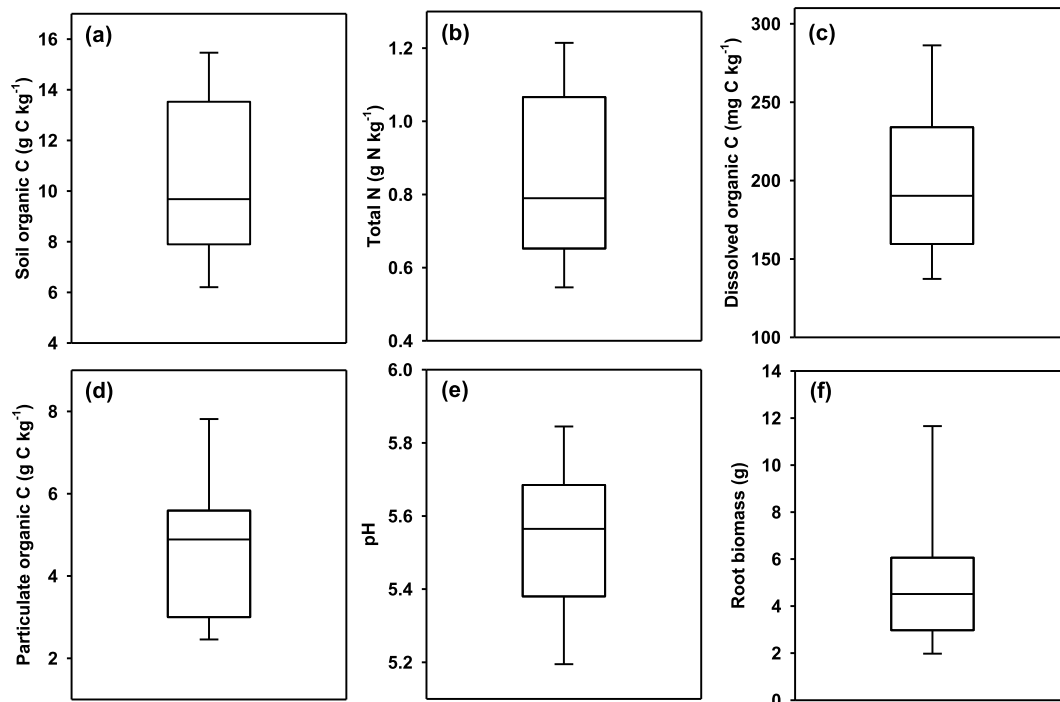 (a)
Soil organic C (g C kg⁻¹)
16
14
12
10
8
6
4
(b)
Total N (g N kg⁻¹)
1.2
1.0
0.8
0.6
0.4
(c)
Dissolved organic C (mg C kg⁻¹)
300
250
200
150
100
(d)
Particulate organic C (g C kg⁻¹)
8
6
4
2
(e)
pH
6.0
5.8
5.6
5.4
5.2
(f)
Root biomass (g)
14
12
10
8
6
4
2
0